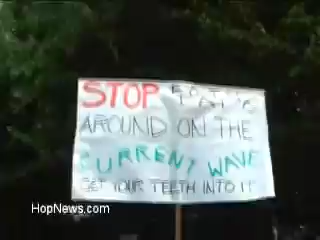 STOP
AROUND ON THE
CURRENT WAVE
GET YOUR TEETH INTO IT
HopNews.com